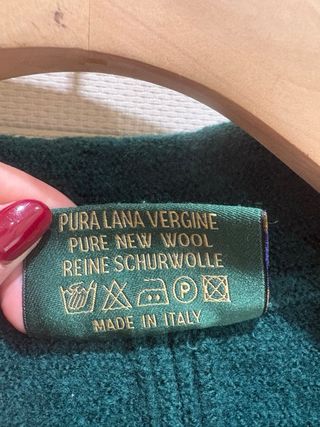 PURA LANA VERGINE
PURE NEW WOOL
REINE SCHURWOLLE
P
MADE IN ITALY